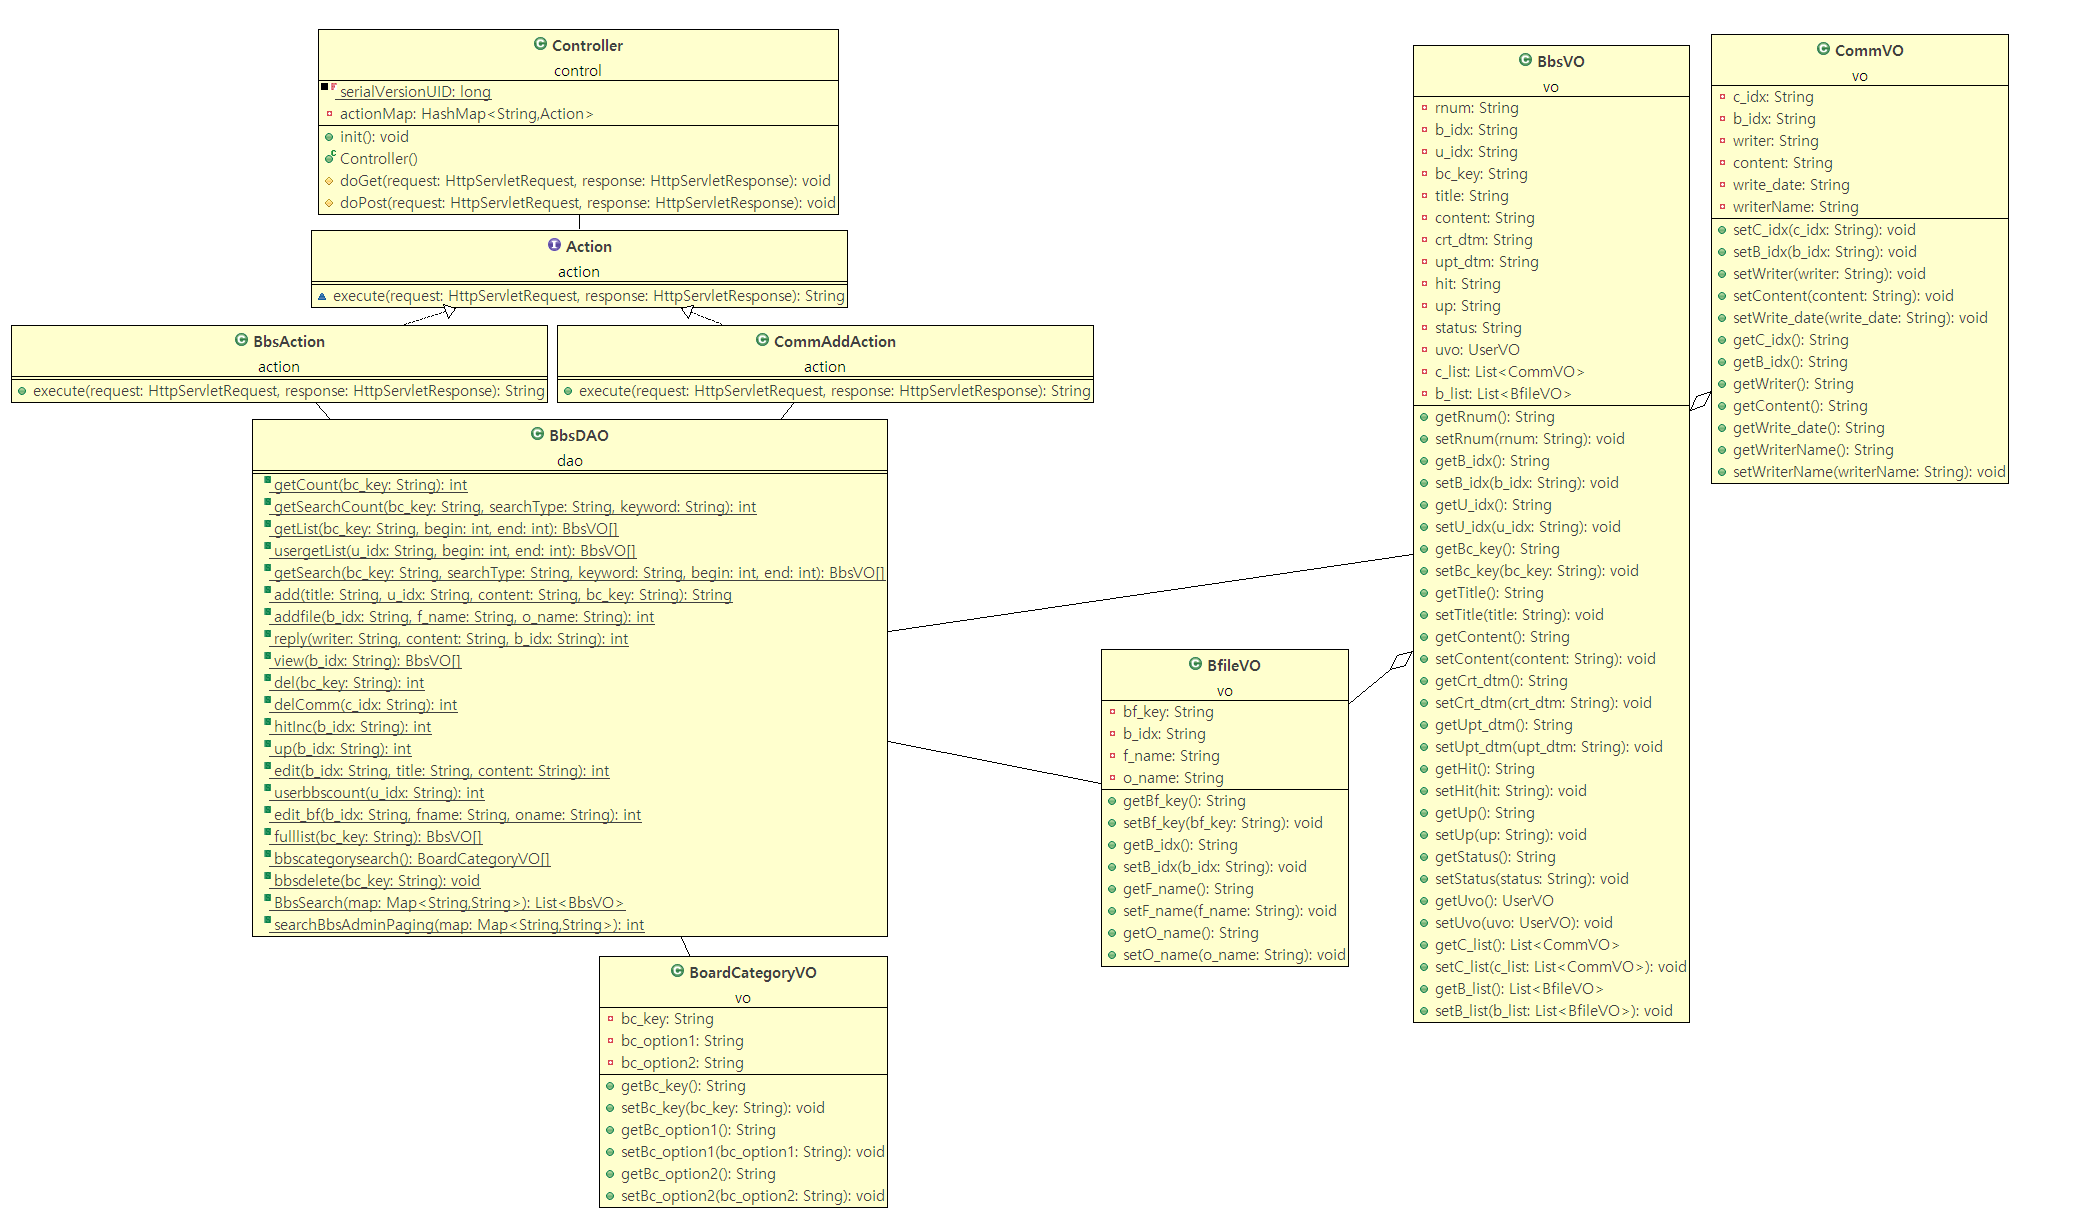 Controller
control
serialVersionUID: long
actionMap: HashMap<String,Action>
init(): void
Controller()
doGet(request: HttpServletRequest, response: HttpServletResponse): void
doPost(request: HttpServletRequest, response: HttpServletResponse): void
Action
action
execute(request: HttpServletRequest, response: HttpServletResponse): String
BbsAction
action
execute(request: HttpServletRequest, response: HttpServletResponse): String
CommAddAction
action
execute(request: HttpServletRequest, response: HttpServletResponse): String
BbsDAO
dao
getCount(bc_key: String): int
getSearchCount(bc_key: String, searchType: String, keyword: String): int
getList(bc_key: String, begin: int, end: int): BbsVO[]
usergetList(u_idx: String, begin: int, end: int): BbsVO[]
getSearch(bc_key: String, searchType: String, keyword: String, begin: int, end: int): BbsVO[]
add(title: String, u_idx: String, content: String, bc_key: String): String
addfile(b_idx: String, f_name: String, o_name: String): int
reply(writer: String, content: String, b_idx: String): int
view(b_idx: String): BbsVO[]
del(bc_key: String): int
delComm(c_idx: String): int
hitInc(b_idx: String): int
up(b_idx: String): int
edit(b_idx: String, title: String, content: String): int
userbbscount(u_idx: String): int
edit_bf(b_idx: String, fname: String, oname: String): int
fulllist(bc_key: String): BbsVO[]
bbscategorysearch(): BoardCategoryVO[]
bbsdelete(bc_key: String): void
BbsSearch(map: Map<String,String>): List<BbsVO>
searchBbsAdminPaging(map: Map<String,String>): int
BoardCategoryVO
vo
bc_key: String
bc_option1: String
bc_option2: String
getBc_key(): String
setBc_key(bc_key: String): void
getBc_option1(): String
setBc_option1(bc_option1: String): void
getBc_option2(): String
setBc_option2(bc_option2: String): void
BfileVO
vo
bf_key: String
b_idx: String
f_name: String
o_name: String
getBf_key(): String
setBf_key(bf_key: String): void
getB_idx(): String
setB_idx(b_idx: String): void
getF_name(): String
setF_name(f_name: String): void
getO_name(): String
setO_name(o_name: String): void
BbsVO
vo
rnum: String
b_idx: String
u_idx: String
bc_key: String
title: String
content: String
crt_dtm: String
upt_dtm: String
hit: String
up: String
status: String
uvo: UserVO
c_list: List<CommVO>
b_list: List<BfileVO>
getRnum(): String
setRnum(rnum: String): void
getB_idx(): String
setB_idx(b_idx: String): void
getU_idx(): String
setU_idx(u_idx: String): void
getBc_key(): String
setBc_key(bc_key: String): void
getTitle(): String
setTitle(title: String): void
getContent(): String
setContent(content: String): void
getCrt_dtm(): String
setCrt_dtm(crt_dtm: String): void
getUpt_dtm(): String
setUpt_dtm(upt_dtm: String): void
getHit(): String
setHit(hit: String): void
getUp(): String
setUp(up: String): void
getStatus(): String
setStatus(status: String): void
getUvo(): UserVO
setUvo(uvo: UserVO): void
getC_list(): List<CommVO>
setC_list(c_list: List<CommVO>): void
getB_list(): List<BfileVO>
setB_list(b_list: List<BfileVO>): void
CommVO
vo
c_idx: String
b_idx: String
writer: String
content: String
write_date: String
writerName: String
setC_idx(c_idx: String): void
setB_idx(b_idx: String): void
setWriter(writer: String): void
setContent(content: String): void
setWrite_date(write_date: String): void
getC_idx(): String
getB_idx(): String
getWriter(): String
getContent(): String
getWrite_date(): String
getWriterName(): String
setWriterName(writerName: String): void